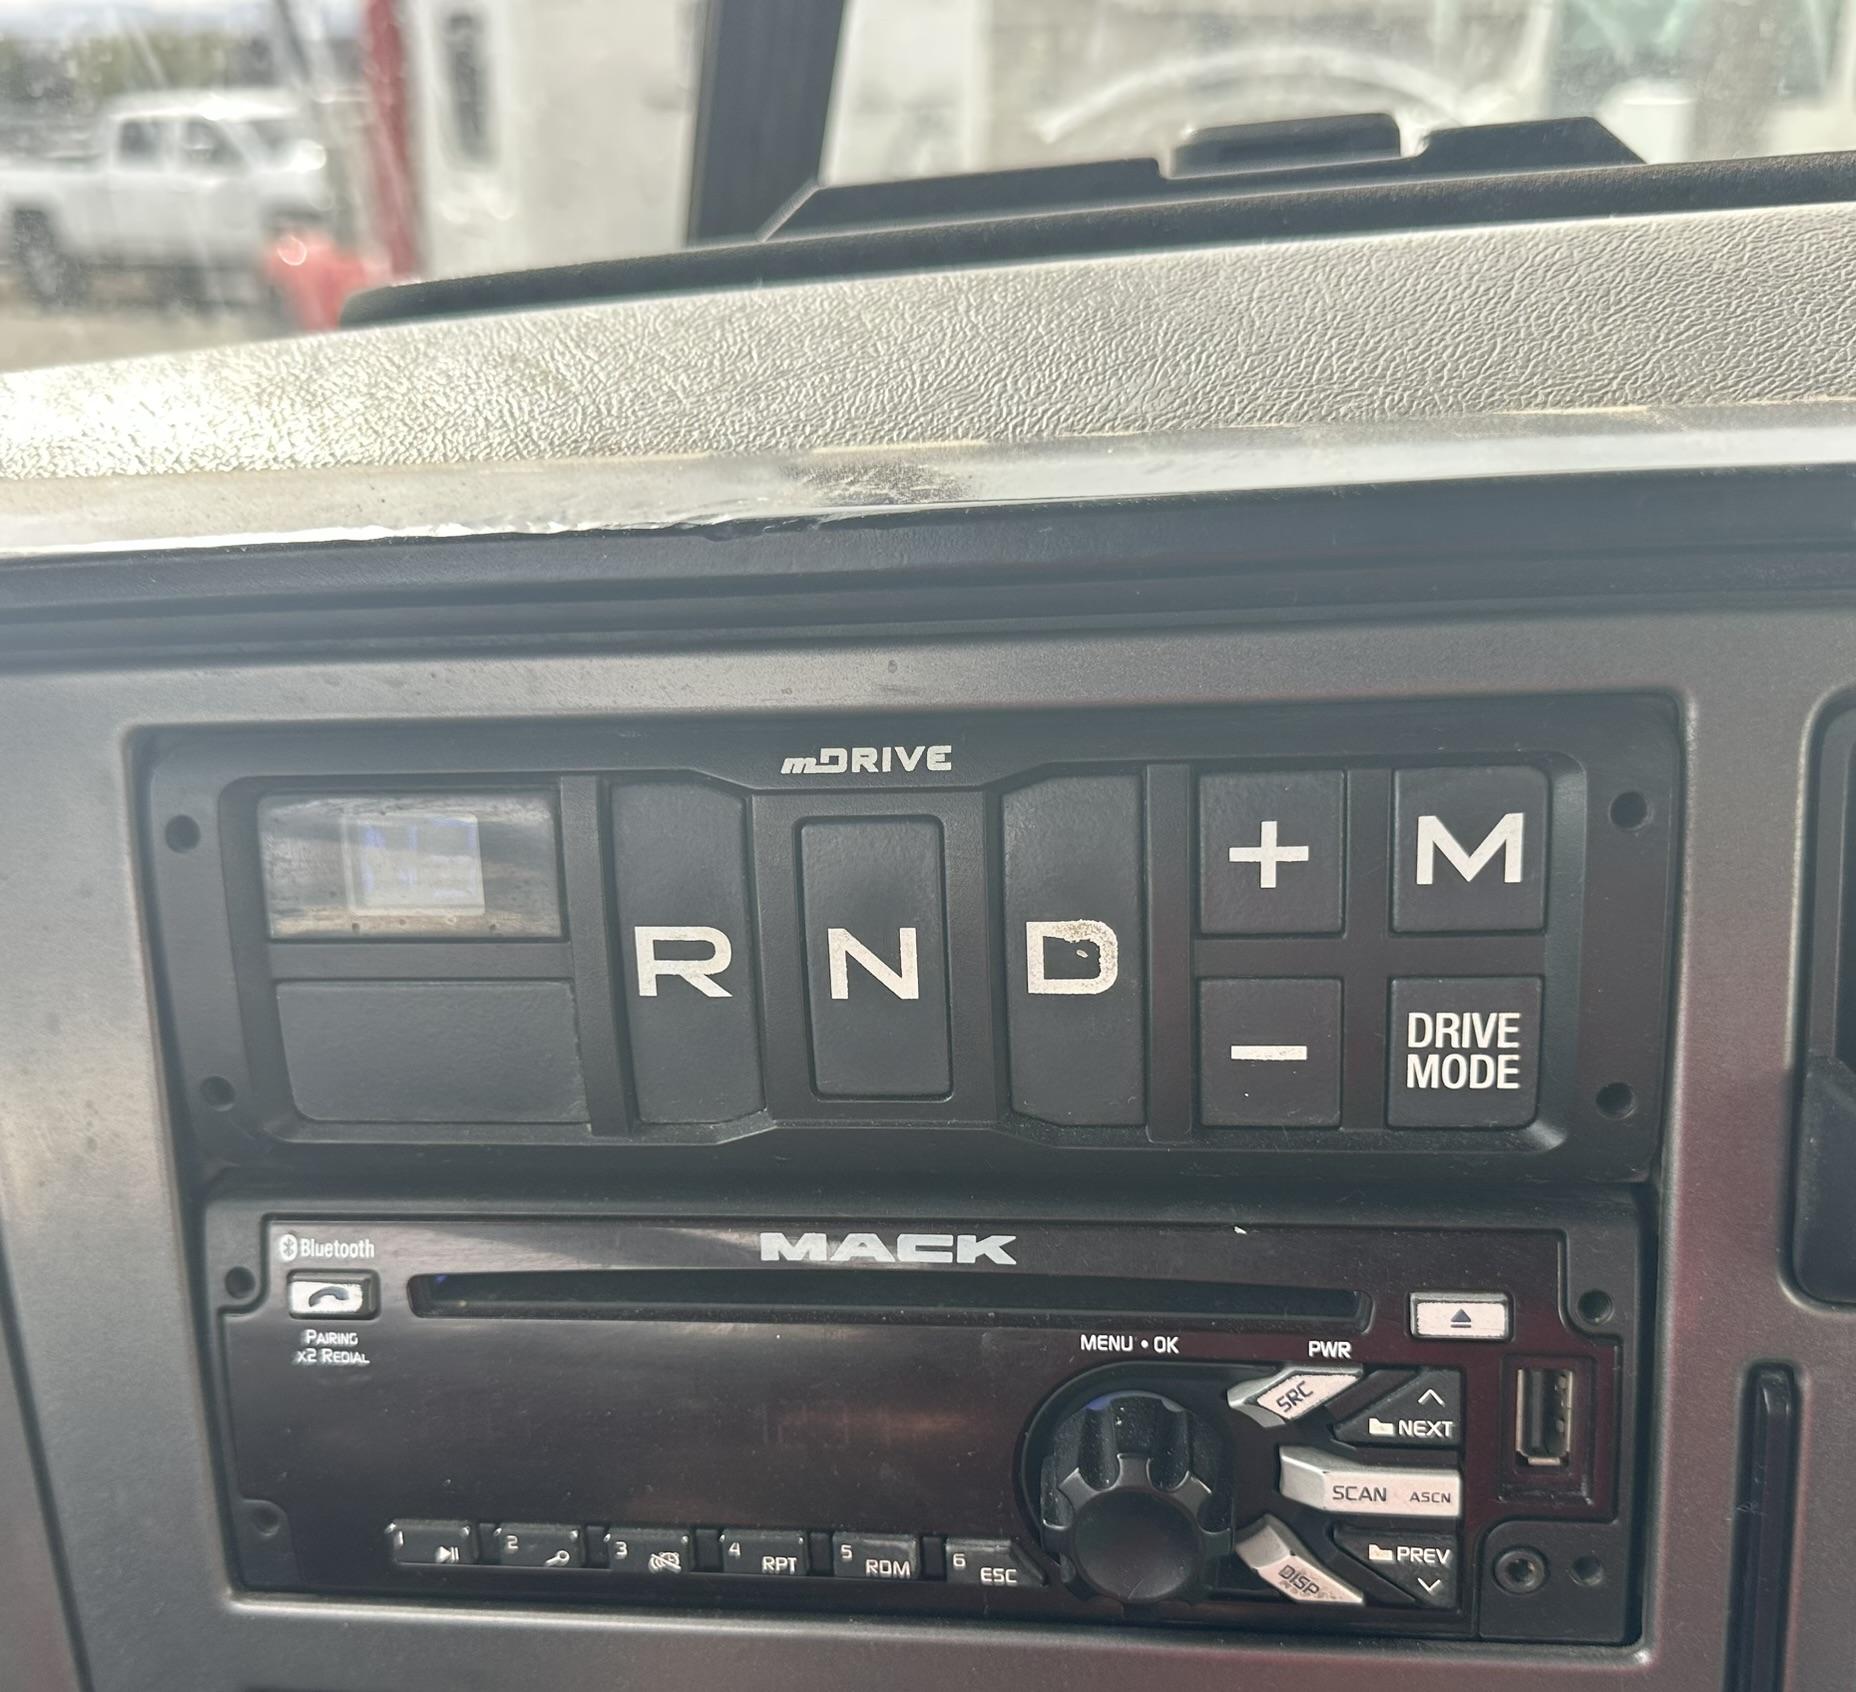 mDRIVE
R
N
D
+
M
−
DRIVE
MODE
Bluetooth
MACK
PAIRING
x2 REDIAL
MENU • OK
PWR
SRC
NEXT
SCAN ASCN
PREV
DISP
1
2
3
4 RPT
5 RDM
6 ESC